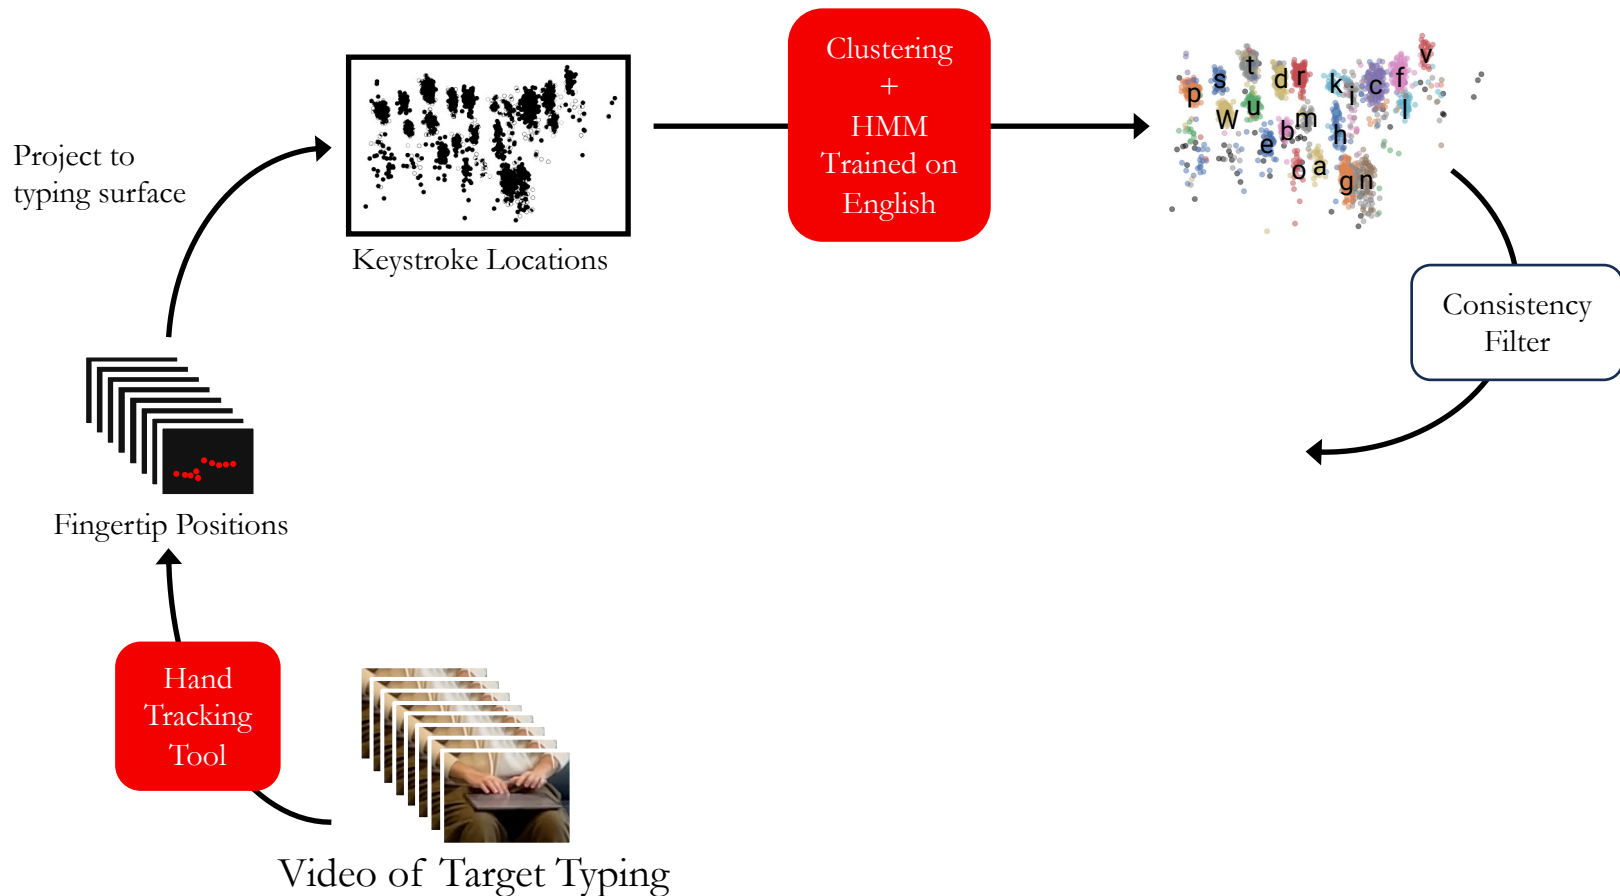 Project to
typing surface
Keystroke Locations
Clustering
+
HMM
Trained on
English
v
t
s
d
r
k
i
c
f
p
l
w
u
b
m
h
e
o
a
g
n
Consistency
Filter
Fingertip Positions
Hand
Tracking
Tool
Video of Target Typing